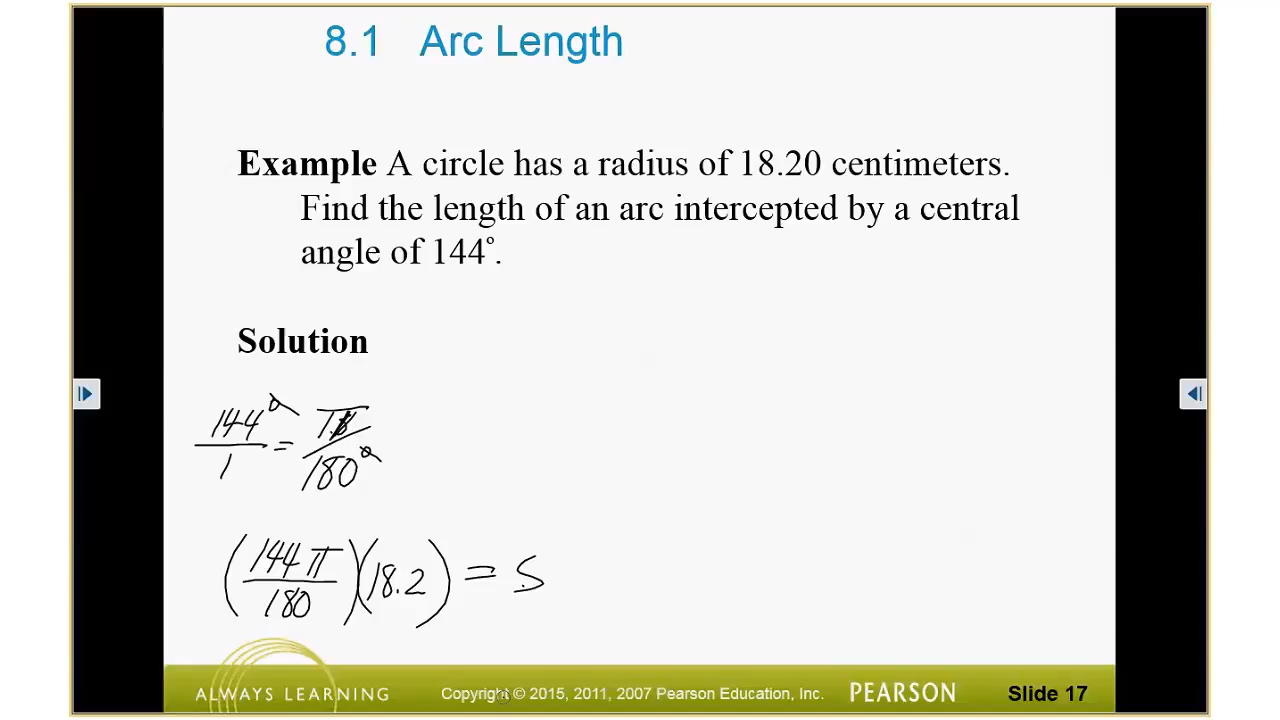 8.1 Arc Length
Example A circle has a radius of 18.20 centimeters.
Find the length of an arc intercepted by a central
angle of 144°.
Solution
144° / 1 = π / 180°
(144π / 180)(18.2) = S
ALWAYS LEARNING Copyright © 2015, 2011, 2007 Pearson Education, Inc. PEARSON Slide 17